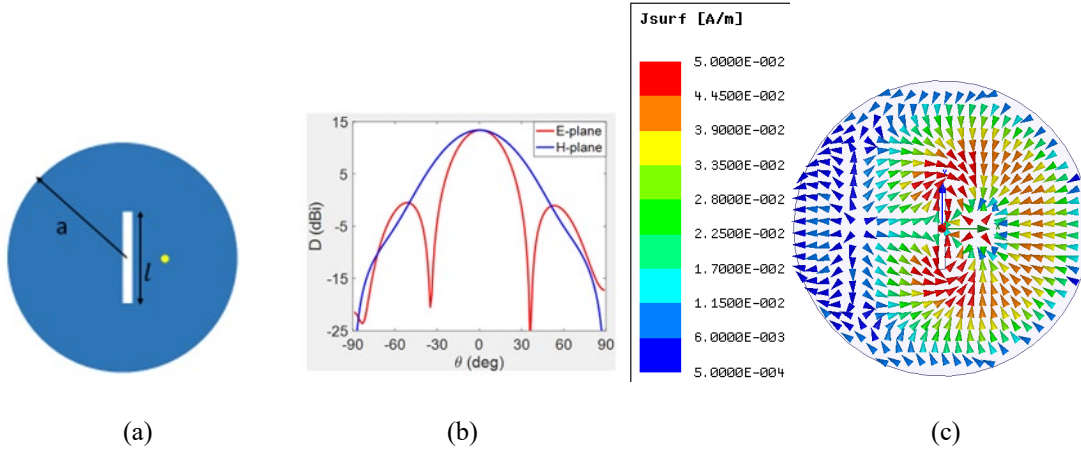 a
l
15
5
-5
-15
-25
D (dBi)
E-plane
H-plane
-90 -60 -30 0 30 60 90
θ (deg)
Jsurf [A/m]
5.0000E-002
4.4500E-002
3.9000E-002
3.3500E-002
2.8000E-002
2.2500E-002
1.7000E-002
1.1500E-002
6.0000E-003
5.0000E-004
(a) (b) (c)